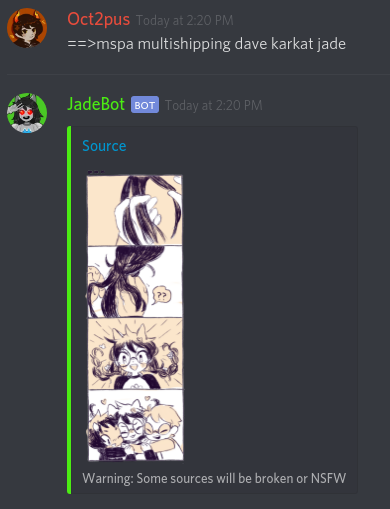 Oct2pus Today at 2:20 PM
==>mspa multishipping dave karkat jade
JadeBot BOT Today at 2:20 PM
Source
...
??
Warning: Some sources will be broken or NSFW